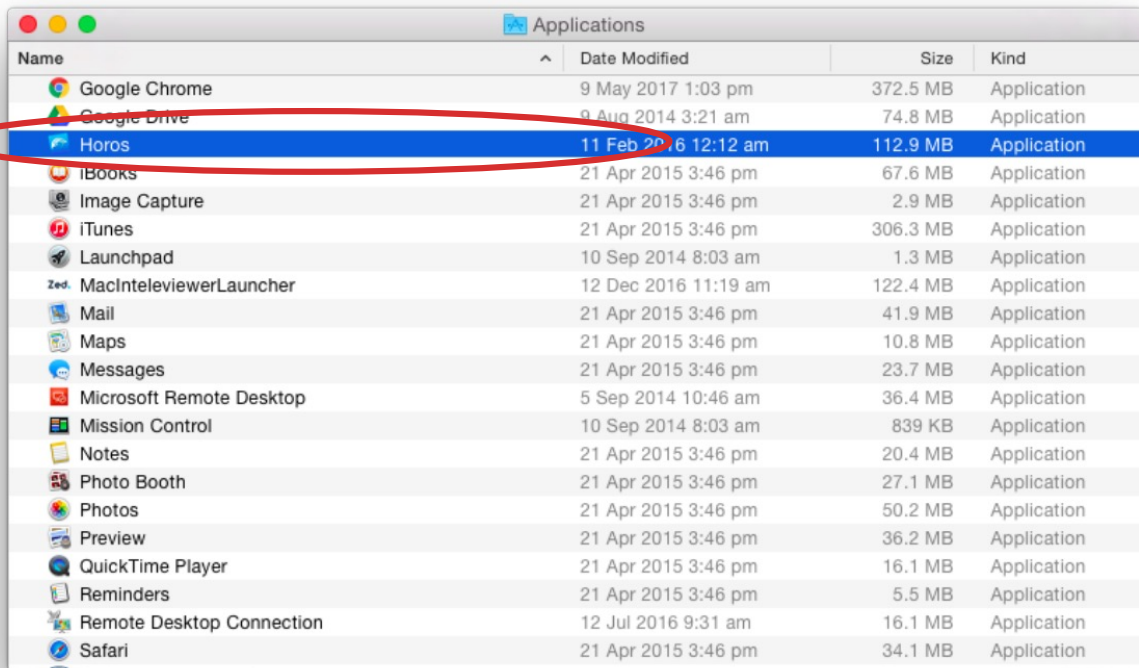 Applications
Name Date Modified Size Kind
Google Chrome 9 May 2017 1:03 pm 372.5 MB Application
Google Drive 9 Aug 2014 3:21 am 74.8 MB Application
Horos 11 Feb 2016 12:12 am 112.9 MB Application
iBooks 21 Apr 2015 3:46 pm 67.6 MB Application
Image Capture 21 Apr 2015 3:46 pm 2.9 MB Application
iTunes 21 Apr 2015 3:46 pm 306.3 MB Application
Launchpad 10 Sep 2014 8:03 am 1.3 MB Application
Zed. MacInteleviewerLauncher 12 Dec 2016 11:19 am 122.4 MB Application
Mail 21 Apr 2015 3:46 pm 41.9 MB Application
Maps 21 Apr 2015 3:46 pm 10.8 MB Application
Messages 21 Apr 2015 3:46 pm 23.7 MB Application
Microsoft Remote Desktop 5 Sep 2014 10:46 am 36.4 MB Application
Mission Control 10 Sep 2014 8:03 am 839 KB Application
Notes 21 Apr 2015 3:46 pm 20.4 MB Application
Photo Booth 21 Apr 2015 3:46 pm 27.1 MB Application
Photos 21 Apr 2015 3:46 pm 50.2 MB Application
Preview 21 Apr 2015 3:46 pm 36.2 MB Application
QuickTime Player 21 Apr 2015 3:46 pm 16.1 MB Application
Reminders 21 Apr 2015 3:46 pm 5.5 MB Application
Remote Desktop Connection 12 Jul 2016 9:31 am 16.1 MB Application
Safari 21 Apr 2015 3:46 pm 34.1 MB Application